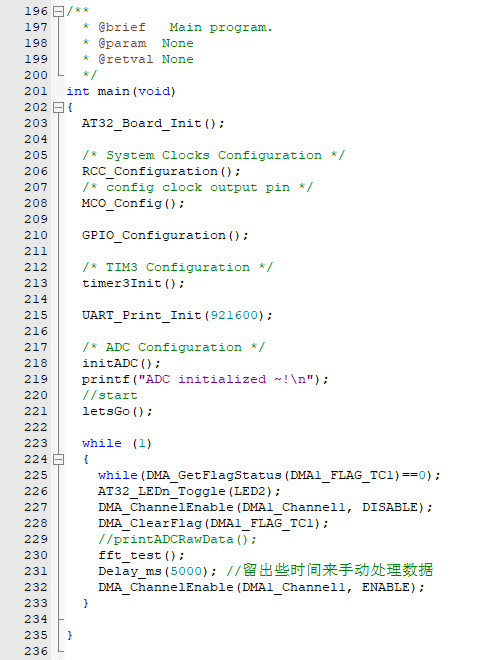 196 /**
197   * @brief   Main program.
198   * @param  None
199   * @retval None
200   */
201 int main(void)
202 {
203   AT32_Board_Init();
204
205   /* System Clocks Configuration */
206   RCC_Configuration();
207   /* config clock output pin */
208   MCO_Config();
209
210   GPIO_Configuration();
211
212   /* TIM3 Configuration */
213   timer3Init();
214
215   UART_Print_Init(921600);
216
217   /* ADC Configuration */
218   initADC();
219   printf("ADC initialized ~!\n");
220   //start
221   letsGo();
222
223   while (1)
224   {
225     while(DMA_GetFlagStatus(DMA1_FLAG_TC1)==0);
226     AT32_LEDn_Toggle(LED2);
227     DMA_ChannelEnable(DMA1_Channel1, DISABLE);
228     DMA_ClearFlag(DMA1_FLAG_TC1);
229     //printADCRawData();
230     fft_test();
231     Delay_ms(5000); //留出些时间来手动处理数据
232     DMA_ChannelEnable(DMA1_Channel1, ENABLE);
233   }
234
235 }
236